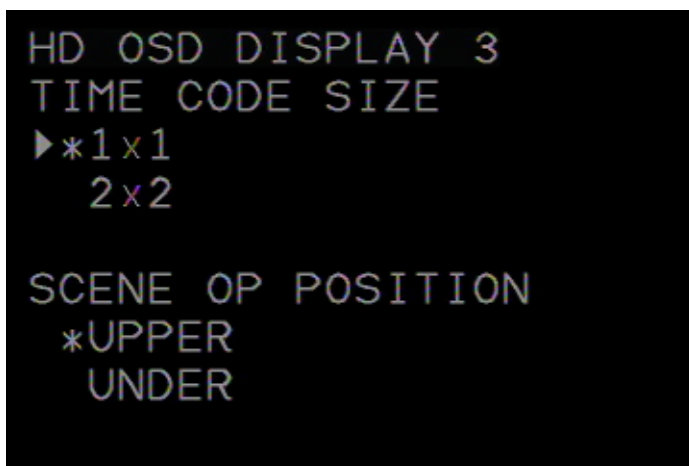 HD OSD DISPLAY 3
TIME CODE SIZE
▶*1x1
2x2
SCENE OP POSITION
*UPPER
UNDER